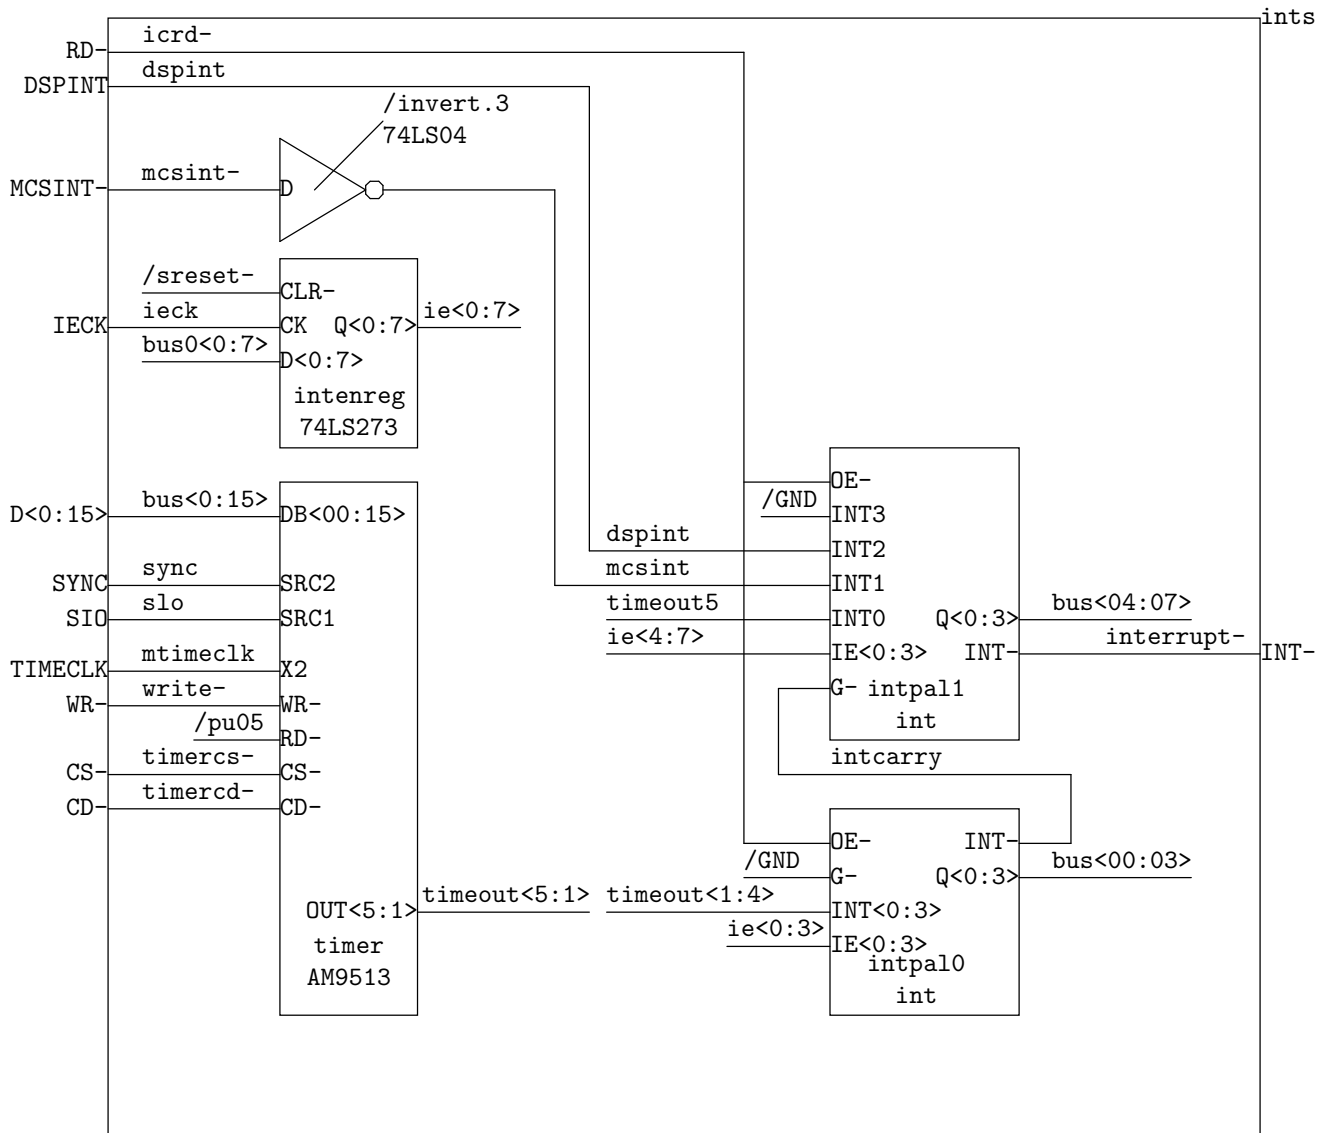 ints
icrd-
RD-
dspint
DSPINT
/invert.3
74LS04
mcsint-
MCSINT-
D
/sreset-
CLR-
ieck
ie<0:7>
IECK
CK Q<0:7>
bus0<0:7>
D<0:7>
intenreg
74LS273
OE-
bus<0:15>
/GND
D<0:15>
DB<00:15>
INT3
dspint
INT2
sync
mcsint
SYNC
SRC2
INT1
slo
timeout5
bus<04:07>
SIO
SRC1
INT0 Q<0:3>
ie<4:7>
interrupt-
mtimeclk
IE<0:3> INT-
INT-
TIMECLK
X2
write-
G- intpal1
WR-
WR-
/pu05
int
RD-
timercs-
intcarry
CS-
CS-
timercd-
CD-
CD-
OE- INT-
/GND
bus<00:03>
G- Q<0:3>
timeout<5:1>
timeout<1:4>
OUT<5:1>
INT<0:3>
ie<0:3>
timer
IE<0:3>
intpal0
AM9513
int